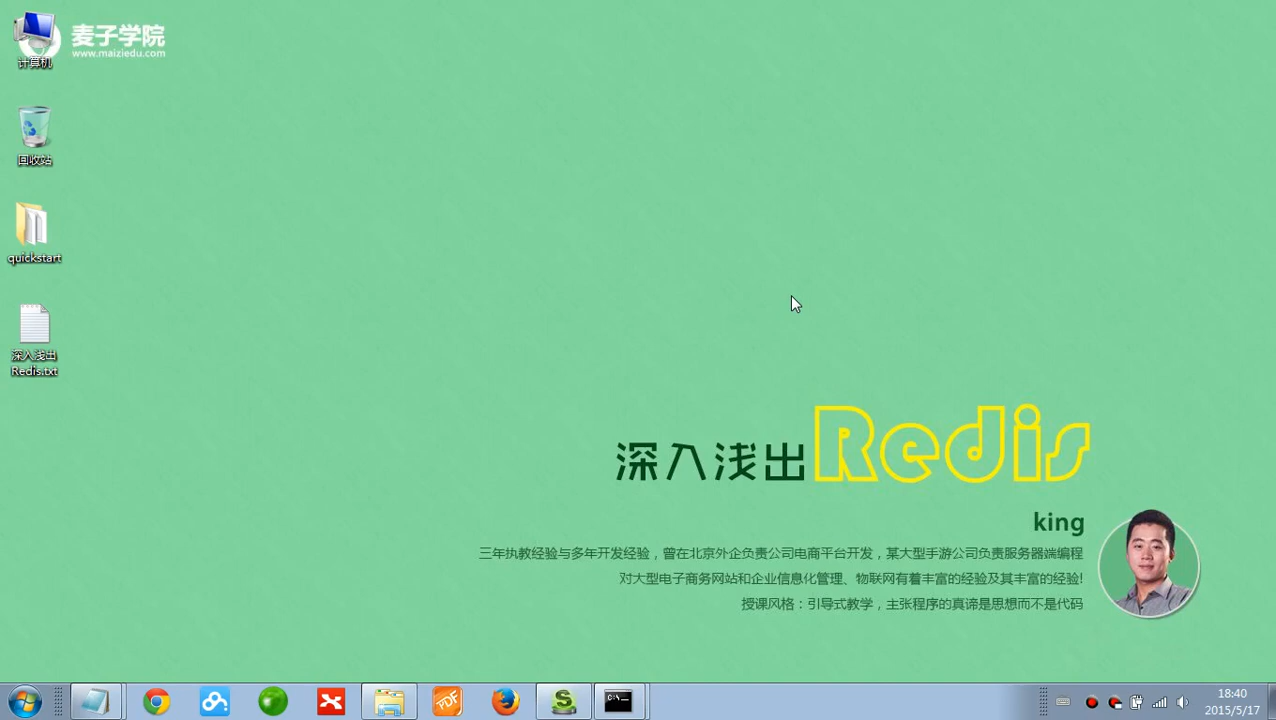 麦子学院
www.maiziedu.com
计算机
回收站
quickstart
深入浅出
Redis.txt
深入浅出Redis
king
三年执教经验与多年开发经验，曾在北京外企负责公司电商平台开发，某大型手游公司负责服务器端编程
对大型电子商务网站和企业信息化管理、物联网有着丰富的经验及其丰富的经验!
授课风格：引导式教学，主张程序的真谛是思想而不是代码
PDF
C:\
18:40
2015/5/17